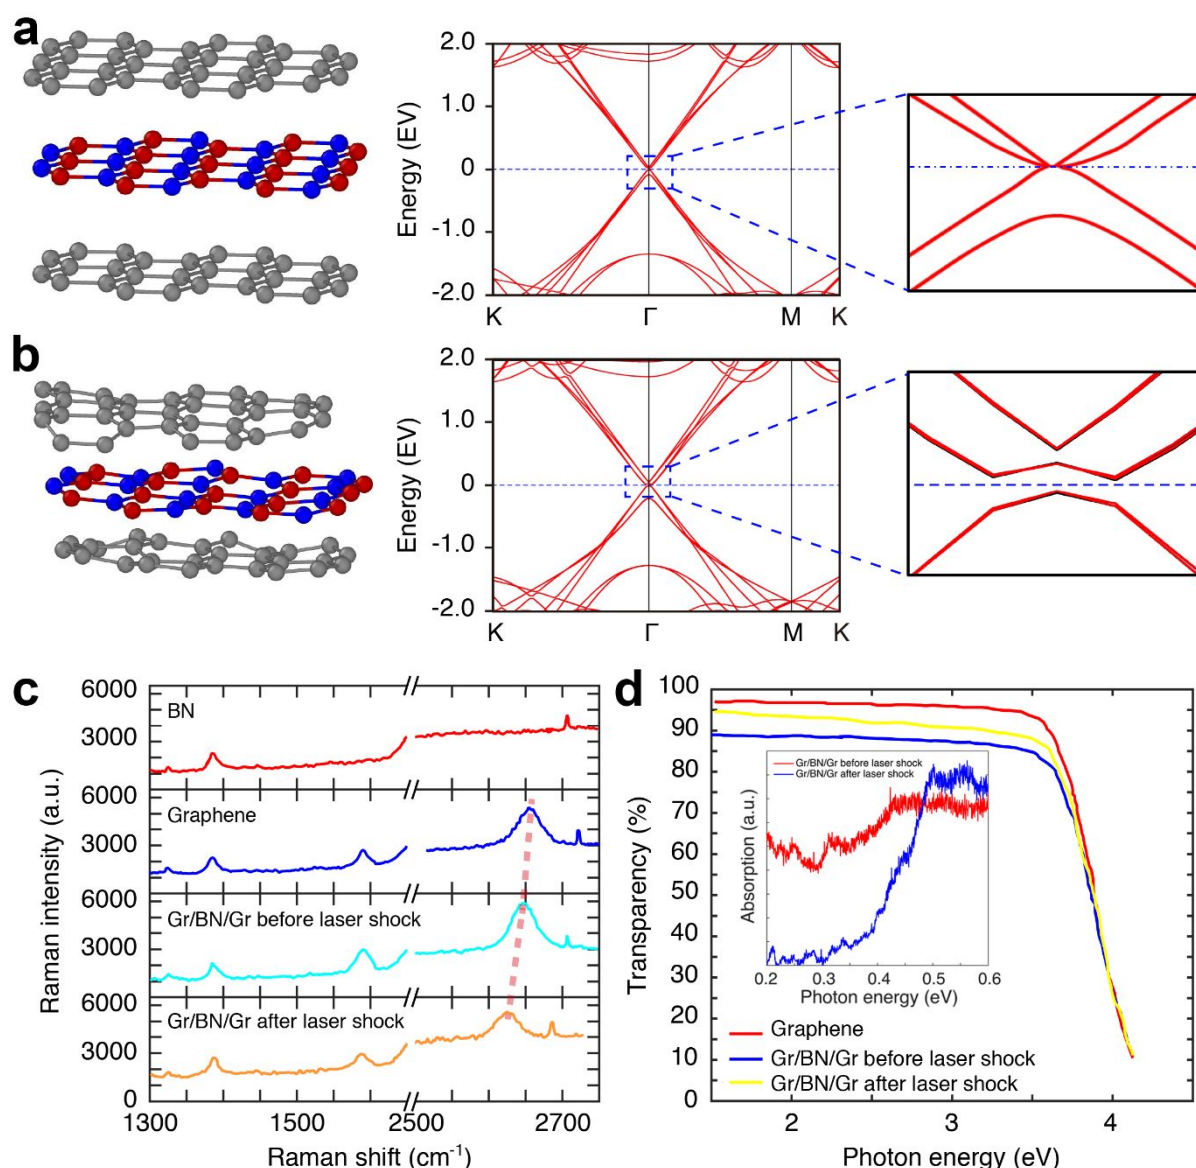 a
2.0
1.0
0
-1.0
-2.0
Energy (EV)
K Γ M K
b
2.0
1.0
0
-1.0
-2.0
Energy (EV)
K Γ M K
c
6000
BN
3000
6000
Graphene
3000
6000
Gr/BN/Gr before laser shock
3000
6000
Gr/BN/Gr after laser shock
3000
0
1300 1500 2500 2700
Raman intensity (a.u.)
Raman shift (cm-1)
d
100
90
80
70
60
50
40
30
20
10
0
Transparency (%)
Gr/BN/Gr before laser shock
Gr/BN/Gr after laser shock
Absorption (a.u.)
0.2 0.3 0.4 0.5 0.6
Photon energy (eV)
Graphene
Gr/BN/Gr before laser shock
Gr/BN/Gr after laser shock
2 3 4
Photon energy (eV)